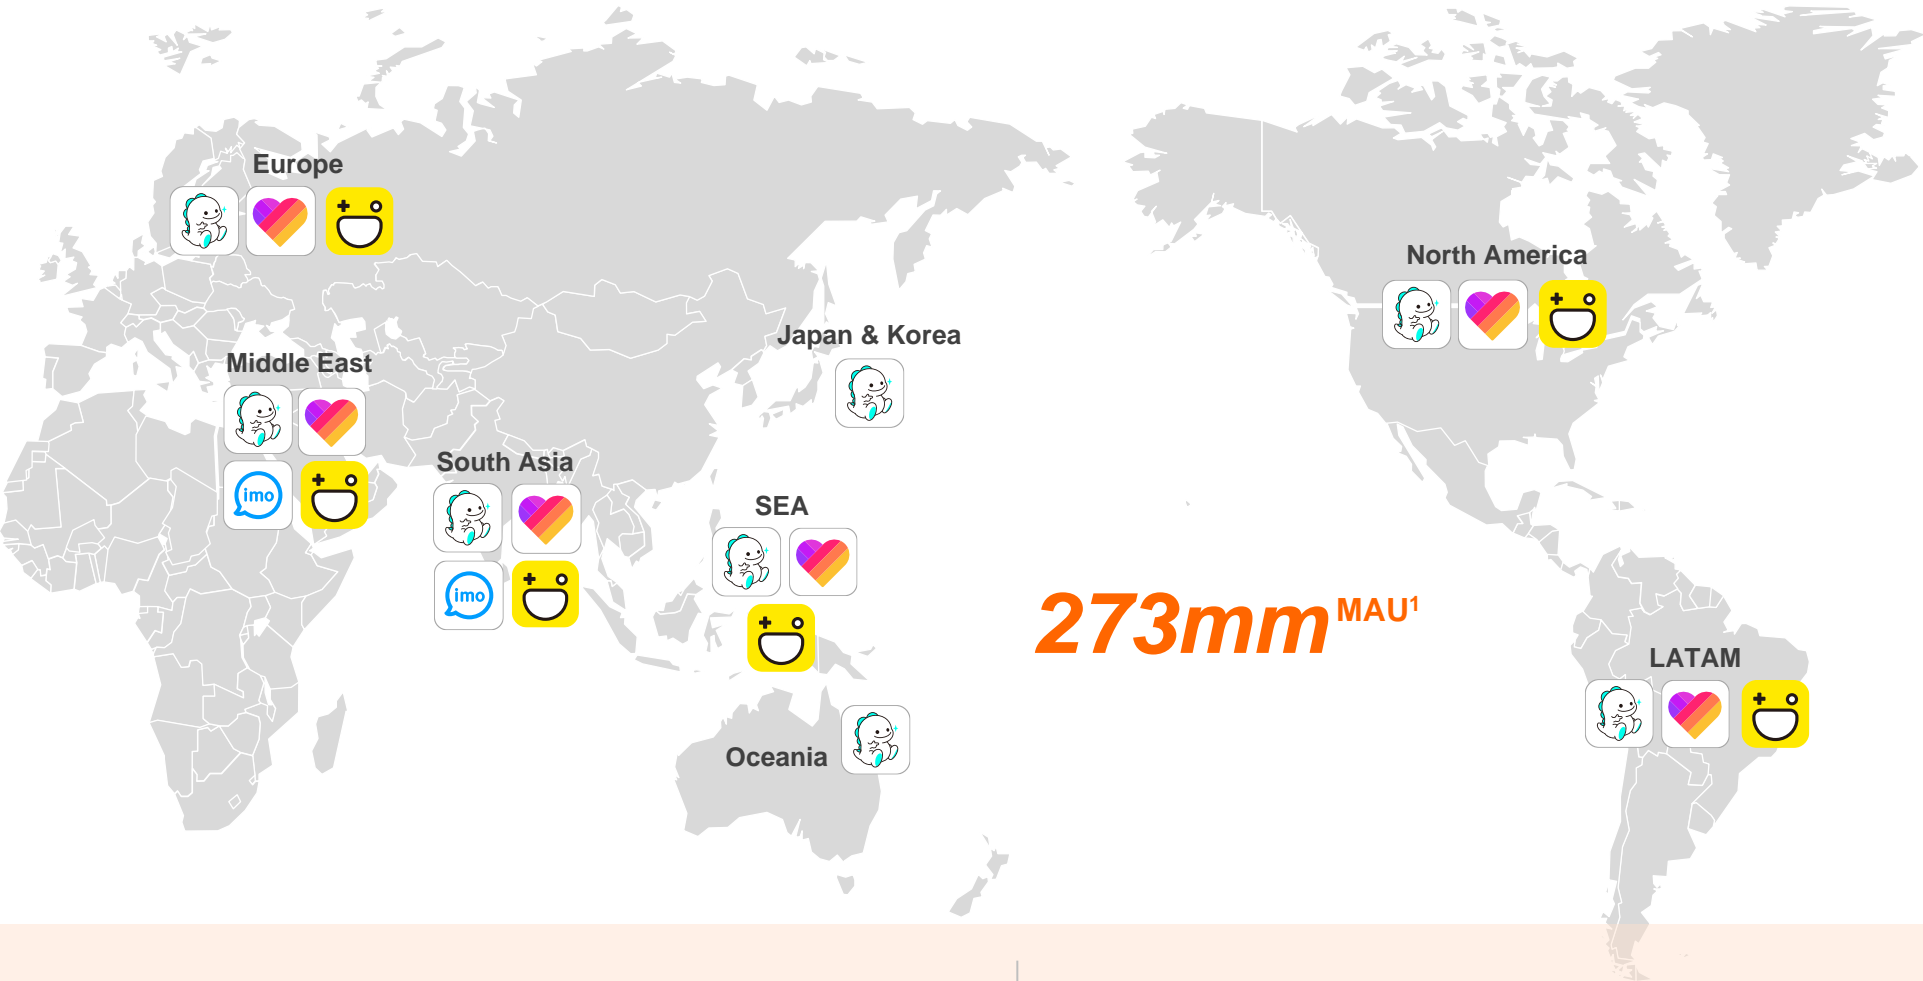 Europe
North America
Japan & Korea
Middle East
South Asia
imo
SEA
imo
273mm MAU¹
LATAM
Oceania